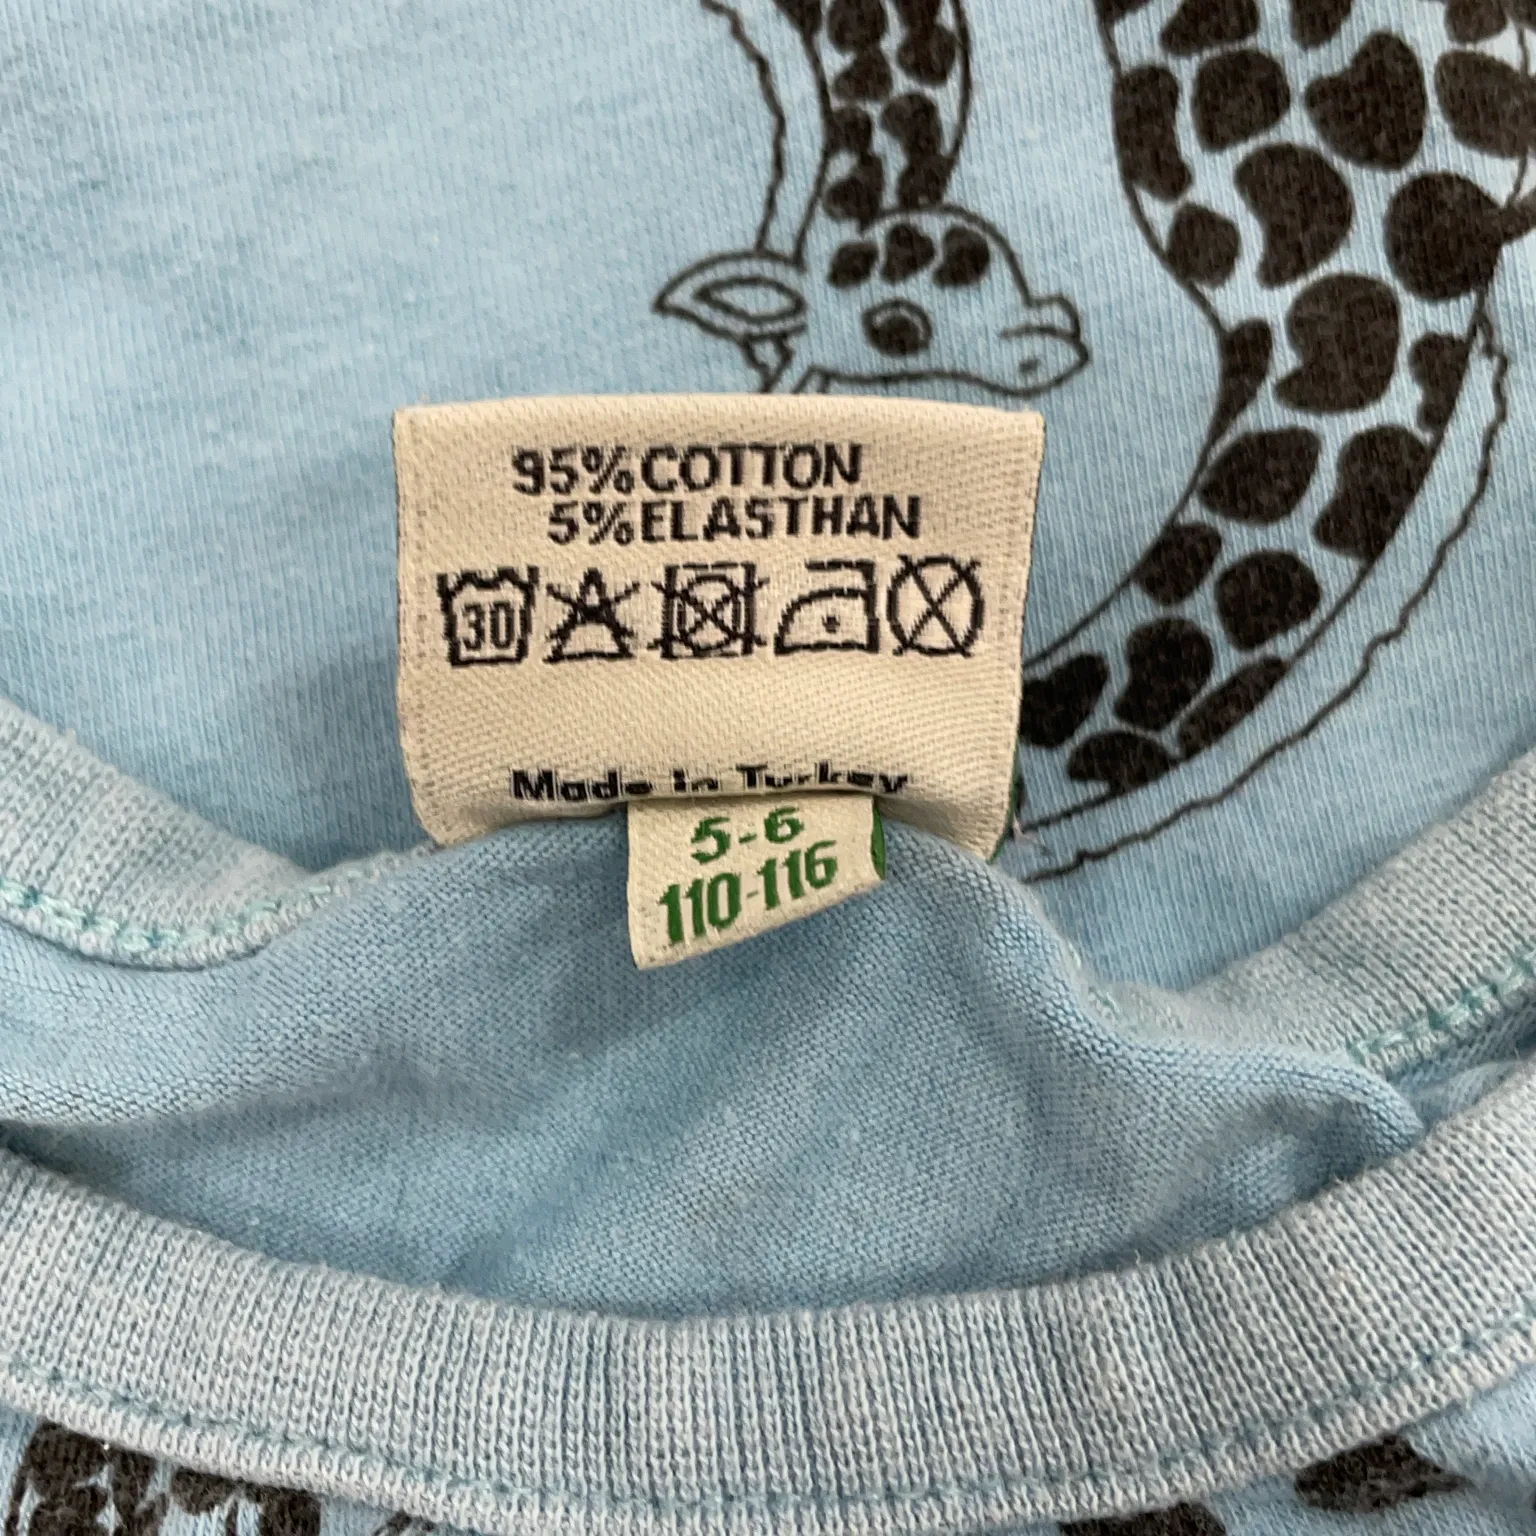 95%COTTON
5%ELASTHAN
30
Made in Turkey
5-6
110-116